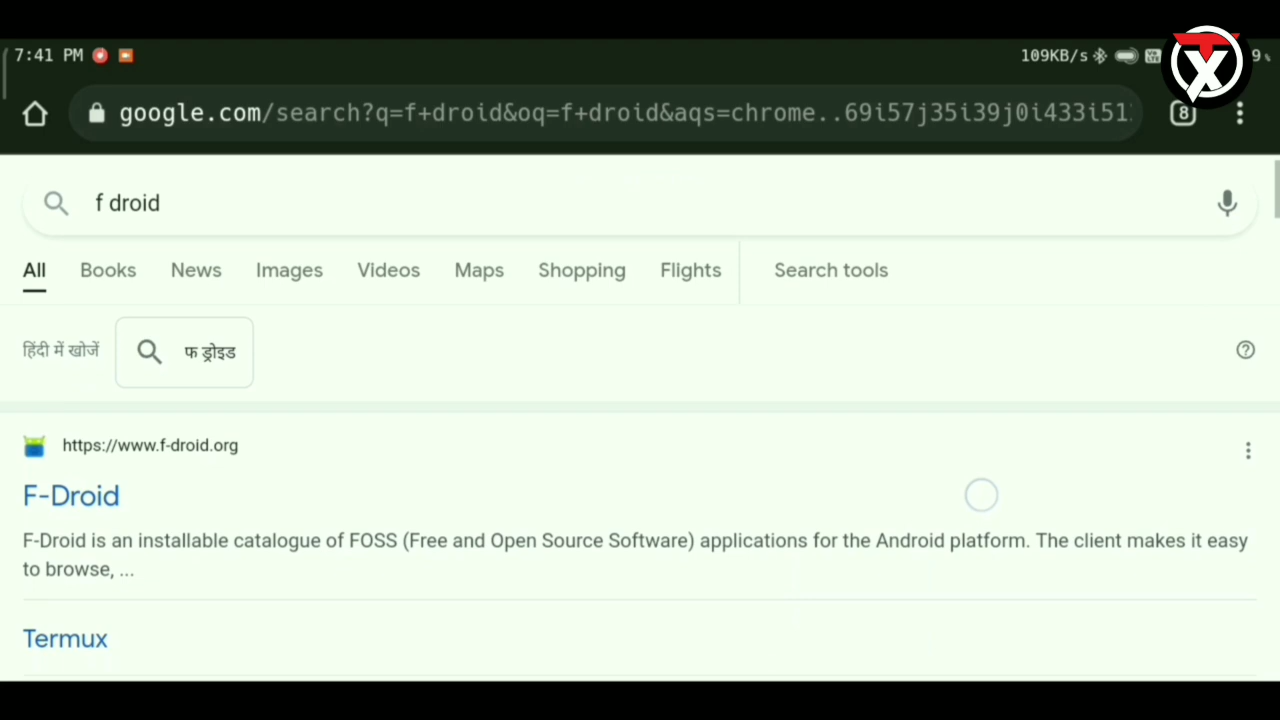 7:41 PM
109KB/s
google.com/search?q=f+droid&oq=f+droid&aqs=chrome..69i57j35i39j0i433i51
8
f droid
All Books News Images Videos Maps Shopping Flights Search tools
हिंदी में खोजें फ ड्रोइड
https://www.f-droid.org
F-Droid
F-Droid is an installable catalogue of FOSS (Free and Open Source Software) applications for the Android platform. The client makes it easy
to browse, ...
Termux